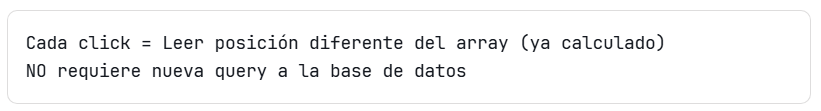 Cada click = Leer posición diferente del array (ya calculado)
NO requiere nueva query a la base de datos